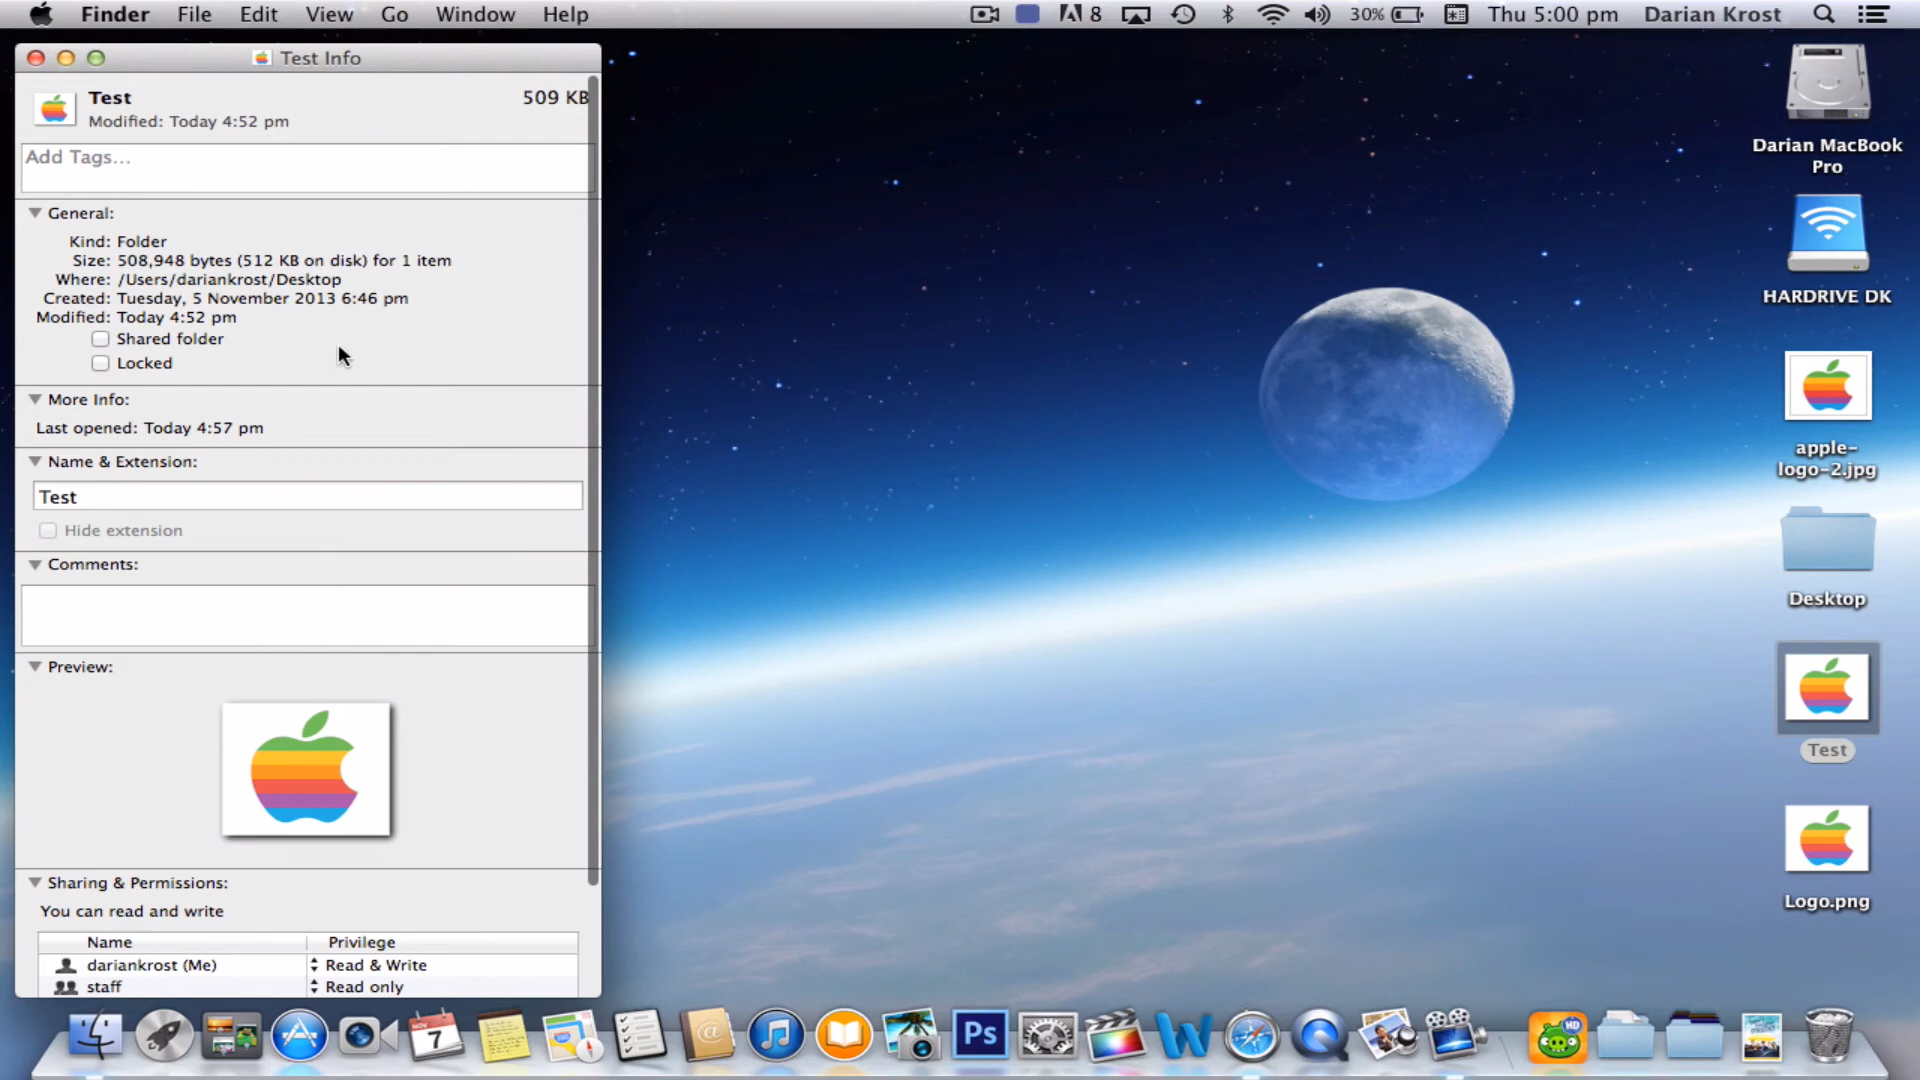 Finder File Edit View Go Window Help 8 30% Thu 5:00 pm Darian Krost
Test Info
Test 509 KB
Modified: Today 4:52 pm
Add Tags...
General:
Kind: Folder
Size: 508,948 bytes (512 KB on disk) for 1 item
Where: /Users/dariankrost/Desktop
Created: Tuesday, 5 November 2013 6:46 pm
Modified: Today 4:52 pm
Shared folder
Locked
More Info:
Last opened: Today 4:57 pm
Name & Extension:
Test
Hide extension
Comments:
Preview:
Sharing & Permissions:
You can read and write
Name Privilege
dariankrost (Me) Read & Write
staff Read only
Darian MacBook
Pro
HARDRIVE DK
apple-
logo-2.jpg
Desktop
Test
Logo.png
NOV
7
@
Ps
W
HD